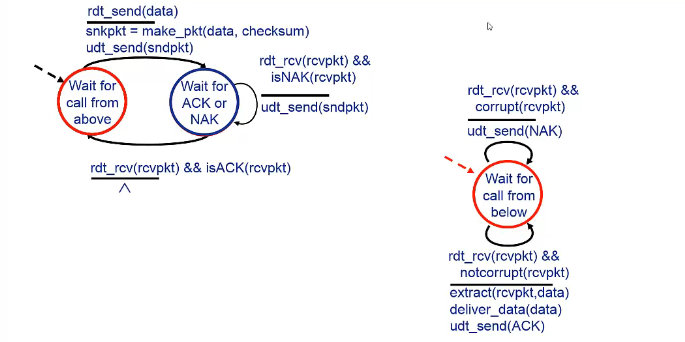 rdt_send(data)
snkpkt = make_pkt(data, checksum)
udt_send(sndpkt)
rdt_rcv(rcvpkt) &&
isNAK(rcvpkt)
udt_send(sndpkt)
Wait for
call from
above
Wait for
ACK or
NAK
rdt_rcv(rcvpkt) && isACK(rcvpkt)
Λ
rdt_rcv(rcvpkt) &&
corrupt(rcvpkt)
udt_send(NAK)
Wait for
call from
below
rdt_rcv(rcvpkt) &&
notcorrupt(rcvpkt)
extract(rcvpkt,data)
deliver_data(data)
udt_send(ACK)